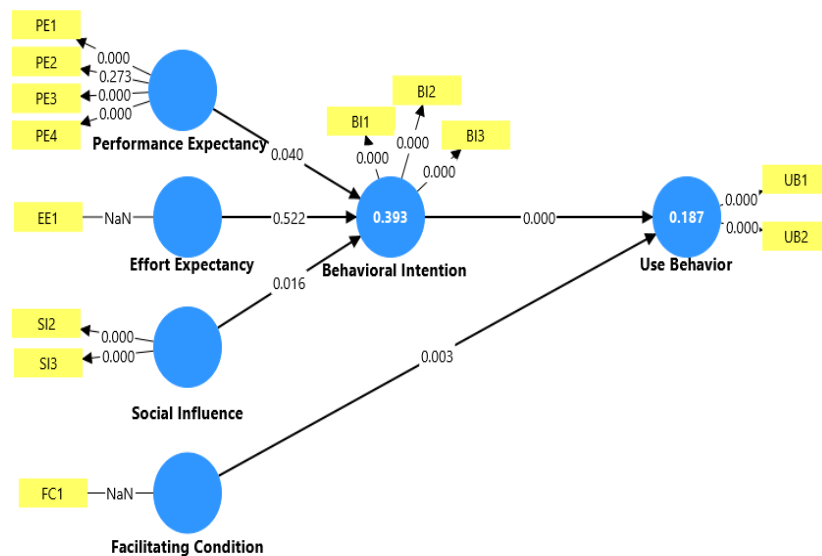 PE1
PE2
PE3
PE4
0.000
0.273
0.000
0.000
Performance Expectancy
0.040
BI1
BI2
BI3
0.000
0.000
0.000
EE1
NaN
Effort Expectancy
0.522
0.393
Behavioral Intention
0.000
0.187
Use Behavior
0.000
0.000
UB1
UB2
SI2
SI3
0.000
0.000
Social Influence
0.016
0.003
FC1
NaN
Facilitating Condition